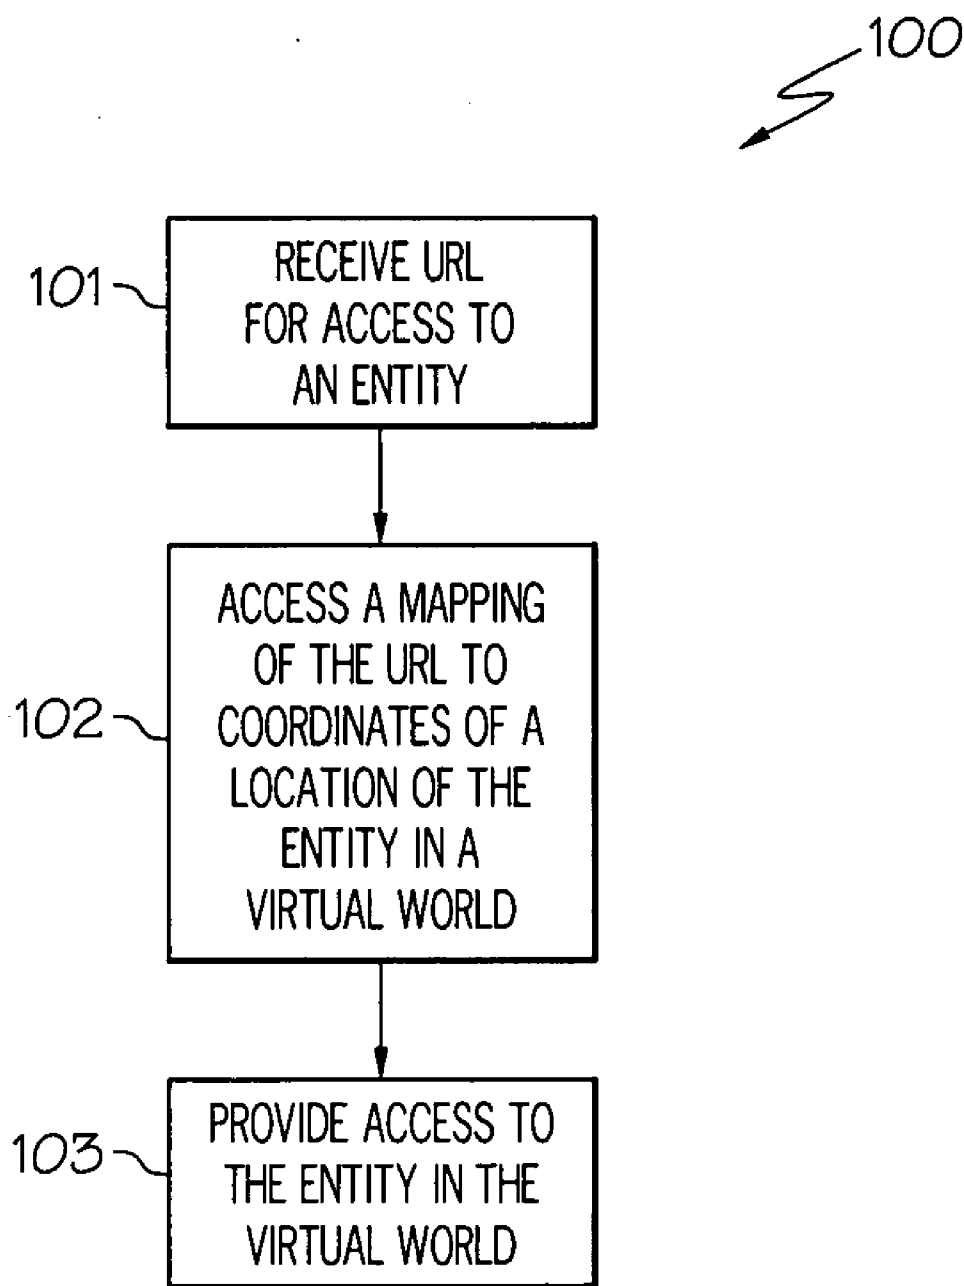 100
101
RECEIVE URL
FOR ACCESS TO
AN ENTITY
102
ACCESS A MAPPING
OF THE URL TO
COORDINATES OF A
LOCATION OF THE
ENTITY IN A
VIRTUAL WORLD
103
PROVIDE ACCESS TO
THE ENTITY IN THE
VIRTUAL WORLD